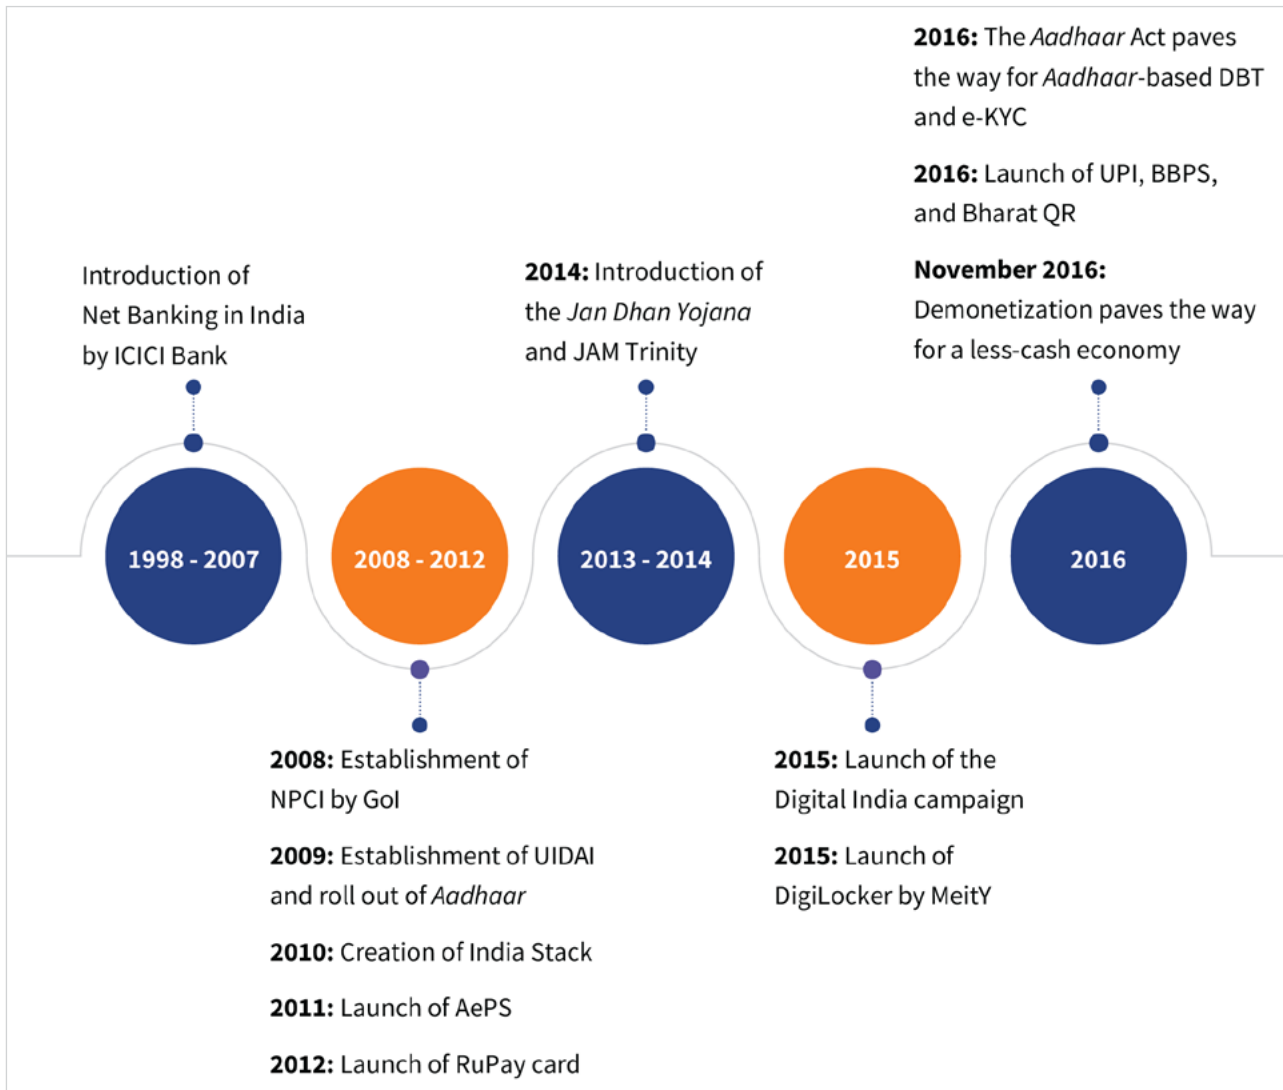 Introduction of
Net Banking in India
by ICICI Bank
1998 - 2007
2008 - 2012
2008: Establishment of
NPCI by GoI
2009: Establishment of UIDAI
and roll out of Aadhaar
2010: Creation of India Stack
2011: Launch of AePS
2012: Launch of RuPay card
2014: Introduction of
the Jan Dhan Yojana
and JAM Trinity
2013 - 2014
2015
2015: Launch of the
Digital India campaign
2015: Launch of
DigiLocker by MeitY
2016: The Aadhaar Act paves
the way for Aadhaar-based DBT
and e-KYC
2016: Launch of UPI, BBPS,
and Bharat QR
November 2016:
Demonetization paves the way
for a less-cash economy
2016